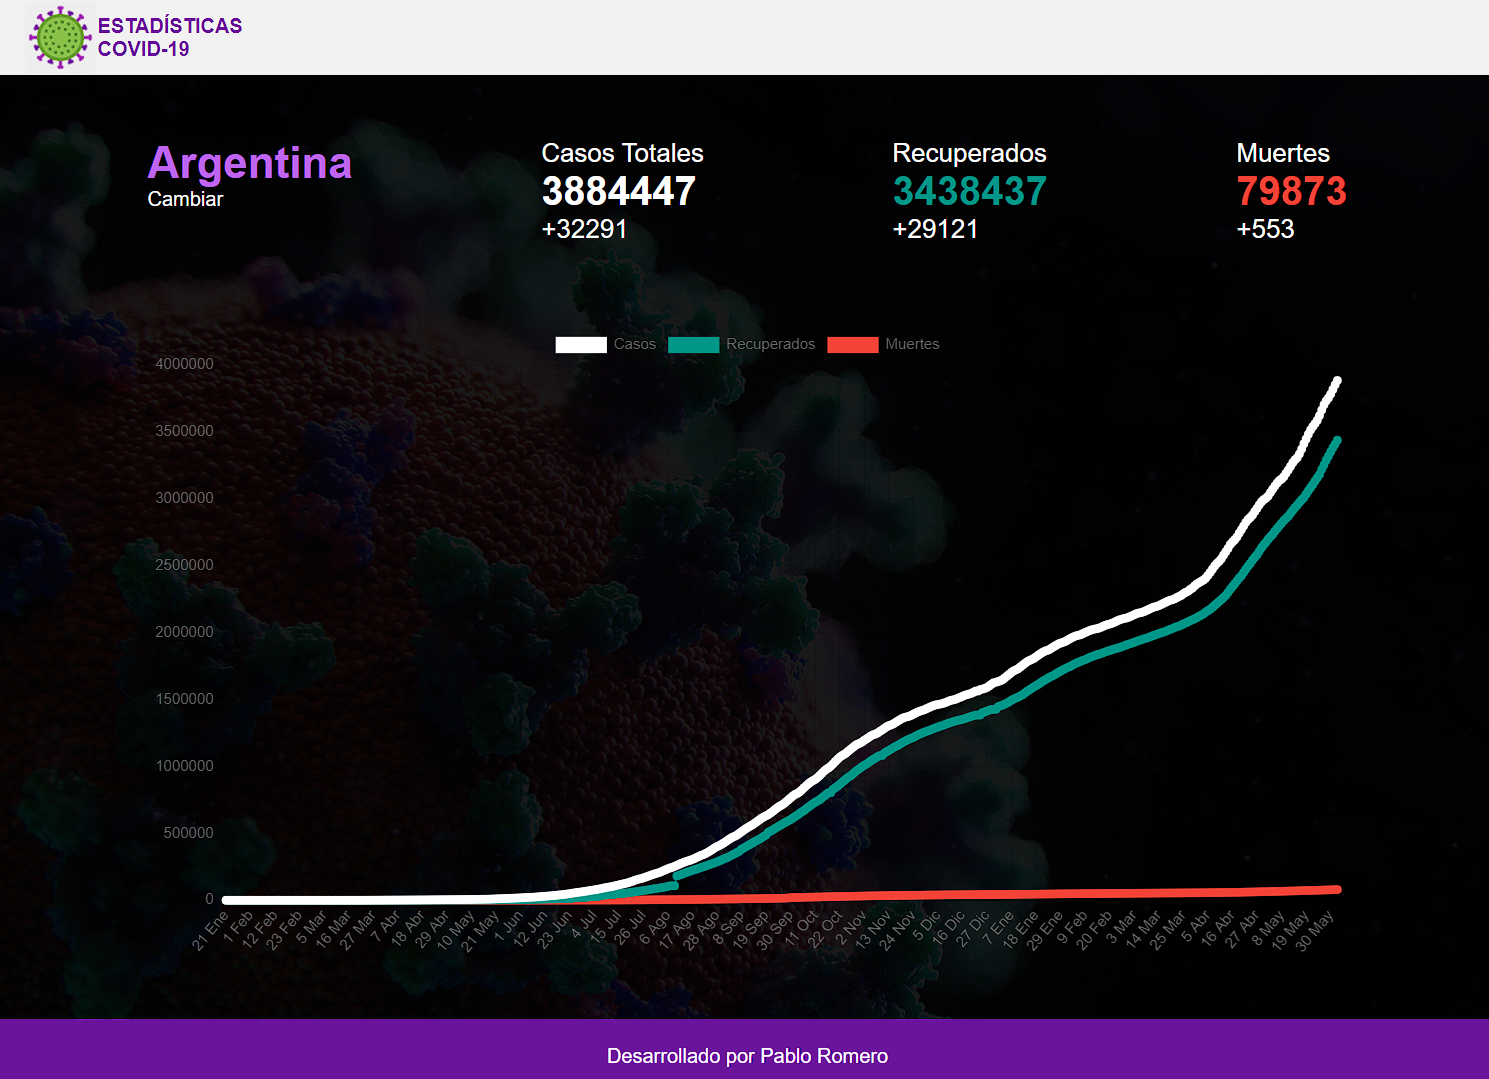 ESTADÍSTICAS
COVID-19
Argentina
Cambiar
Casos Totales
3884447
+32291
Recuperados
3438437
+29121
Muertes
79873
+553
Casos
Recuperados
Muertes
4000000
3500000
3000000
2500000
2000000
1500000
1000000
500000
0
21 Ene
1 Feb
12 Feb
23 Feb
5 Mar
16 Mar
27 Mar
7 Abr
18 Abr
29 Abr
10 May
21 May
1 Jun
12 Jun
23 Jun
4 Jul
15 Jul
26 Jul
6 Ago
17 Ago
28 Ago
8 Sep
19 Sep
30 Sep
11 Oct
22 Oct
2 Nov
13 Nov
24 Nov
5 Dic
16 Dic
27 Dic
7 Ene
18 Ene
29 Ene
9 Feb
20 Feb
3 Mar
14 Mar
25 Mar
5 Abr
16 Abr
27 Abr
8 May
19 May
30 May
Desarrollado por Pablo Romero